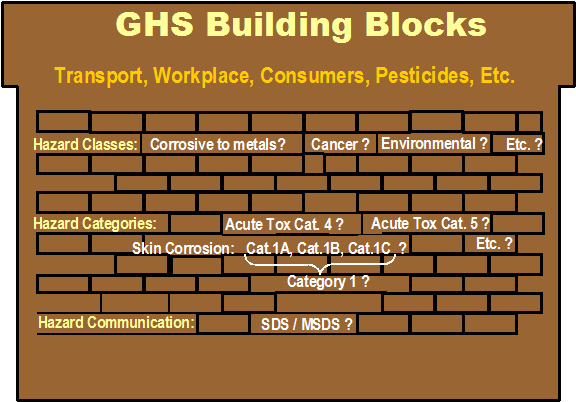 GHS Building Blocks
Transport, Workplace, Consumers, Pesticides, Etc.
Hazard Classes: Corrosive to metals? Cancer ? Environmental ? Etc. ?
Hazard Categories: Acute Tox Cat. 4 ? Acute Tox Cat. 5 ?
Skin Corrosion: Cat.1A, Cat.1B, Cat.1C ? Etc. ?
Category 1 ?
Hazard Communication: SDS / MSDS ?